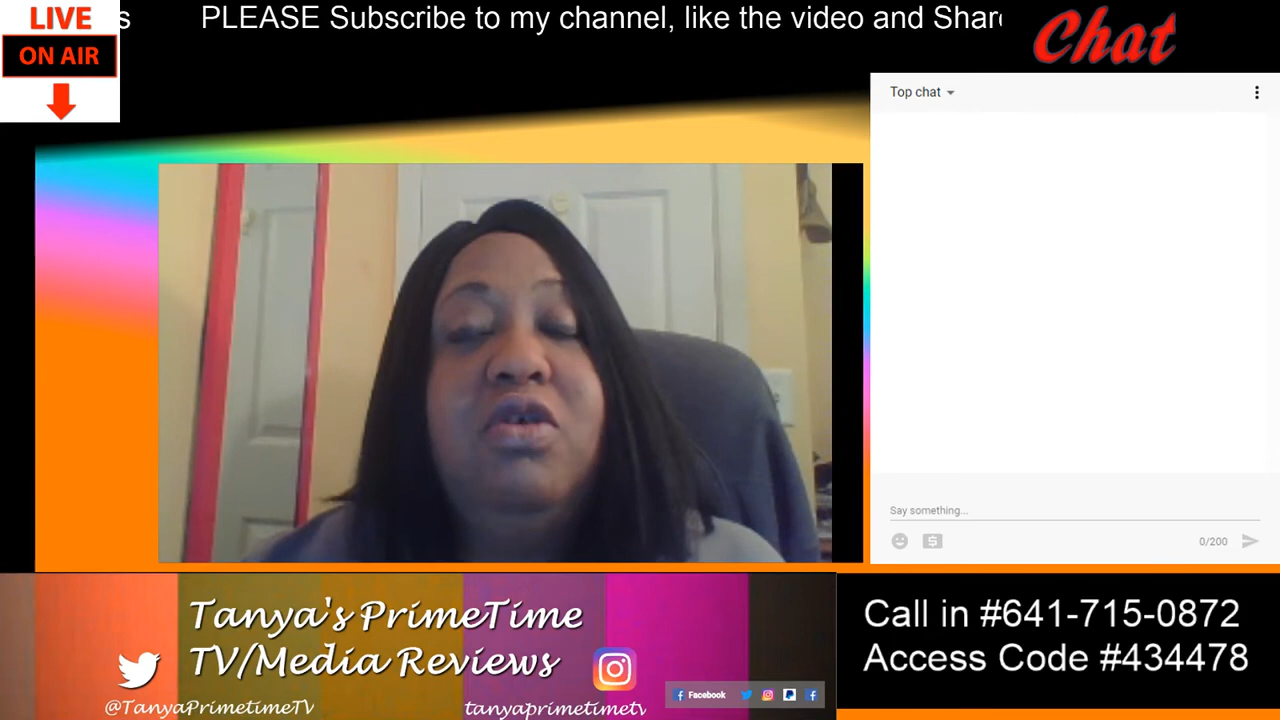 LIVE
ON AIR
s PLEASE Subscribe to my channel, like the video and Share
Chat
Top chat
Say something...
0/200
Tanya's PrimeTime
TV/Media Reviews
@TanyaPrimetimeTV
tanyaprimetimetv
Facebook
Call in #641-715-0872
Access Code #434478